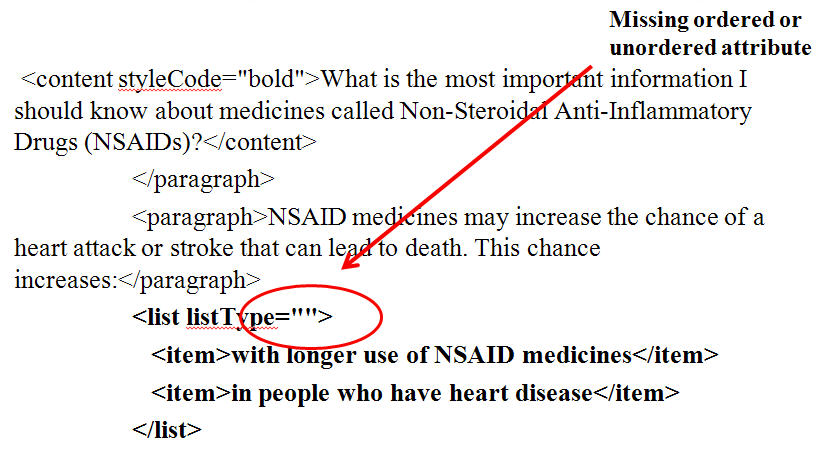 Missing ordered or
unordered attribute
<content styleCode="bold">What is the most important information I
should know about medicines called Non-Steroidal Anti-Inflammatory
Drugs (NSAIDs)?</content>
</paragraph>
<paragraph>NSAID medicines may increase the chance of a
heart attack or stroke that can lead to death. This chance
increases:</paragraph>
<list listType="">
<item>with longer use of NSAID medicines</item>
<item>in people who have heart disease</item>
</list>